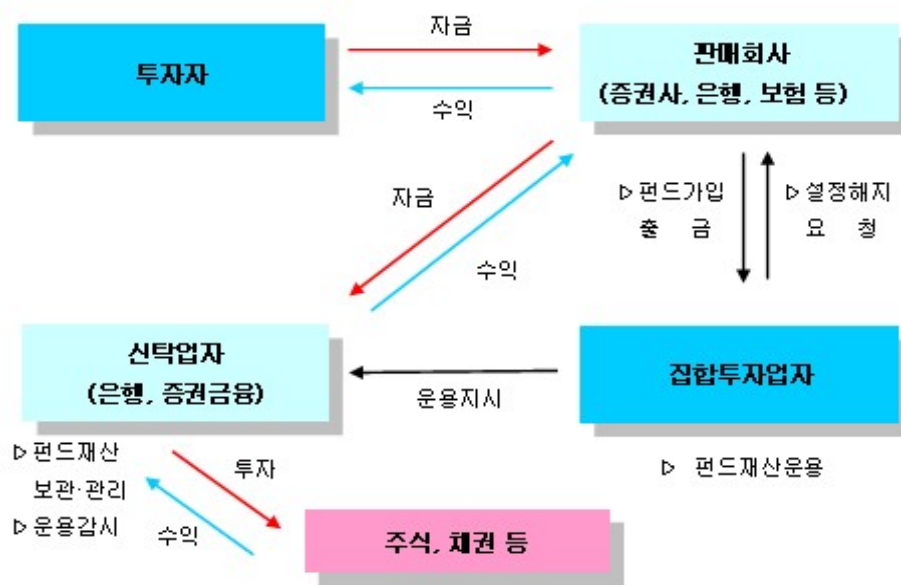 자금
투자자
판매회사
(증권사, 은행, 보험 등)
수익
자금
▷펀드가입
출 금
▷설정해지
요 청
수익
신탁업자
(은행, 증권금융)
집합투자업자
운용지시
▷펀드재산
보관·관리
▷운용감시
투자
수익
▷ 펀드재산운용
주식, 채권 등